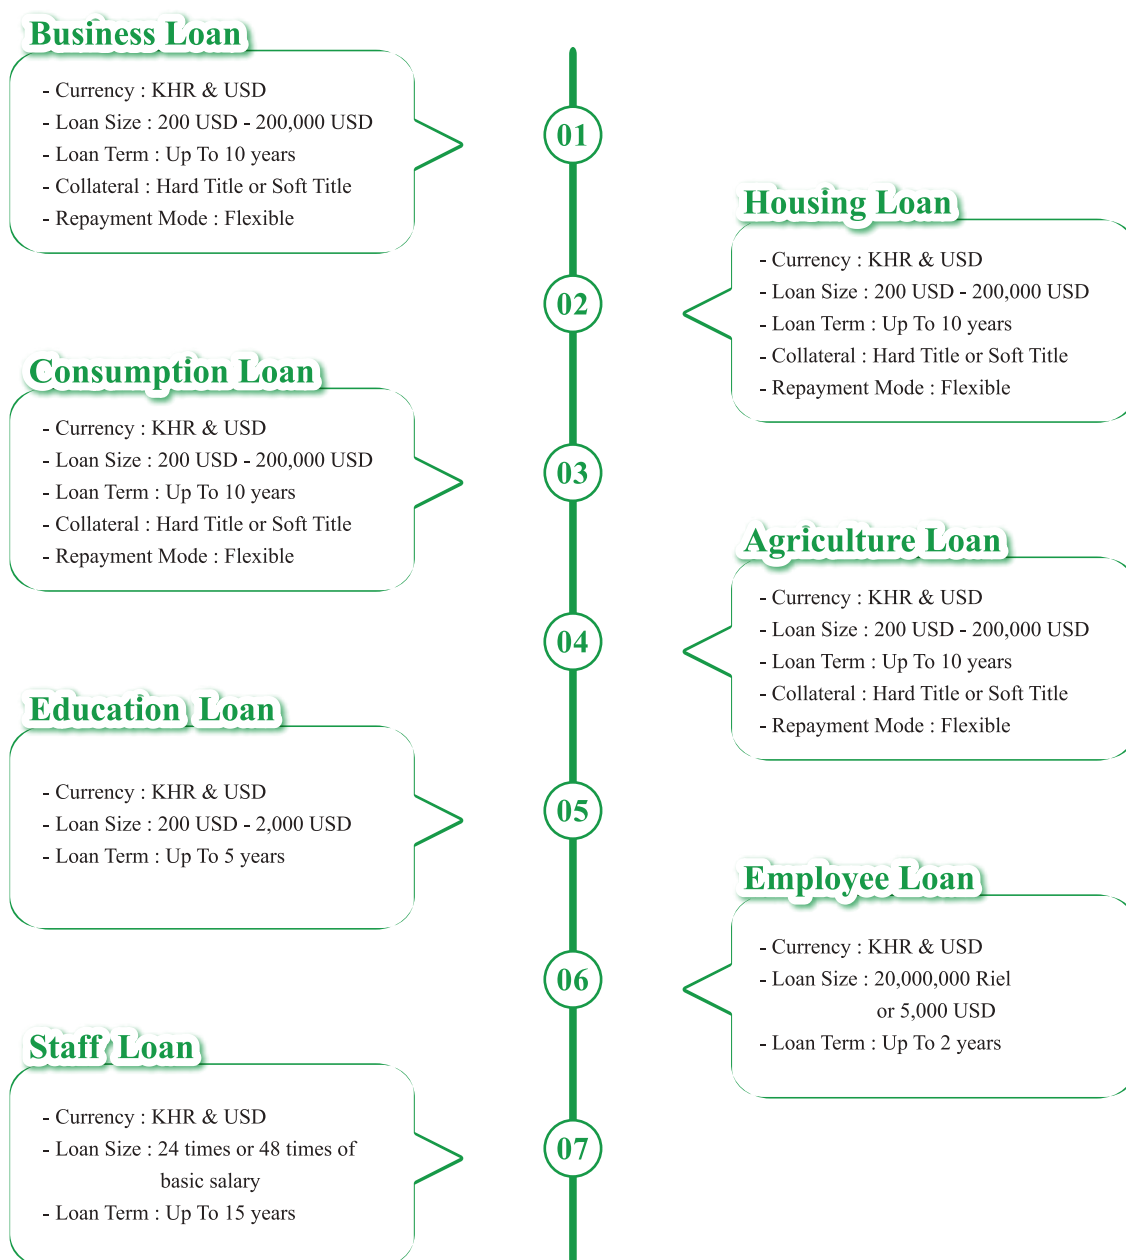 Business Loan
- Currency : KHR & USD
- Loan Size : 200 USD - 200,000 USD
- Loan Term : Up To 10 years
- Collateral : Hard Title or Soft Title
- Repayment Mode : Flexible
01
Housing Loan
- Currency : KHR & USD
- Loan Size : 200 USD - 200,000 USD
- Loan Term : Up To 10 years
- Collateral : Hard Title or Soft Title
- Repayment Mode : Flexible
02
Consumption Loan
- Currency : KHR & USD
- Loan Size : 200 USD - 200,000 USD
- Loan Term : Up To 10 years
- Collateral : Hard Title or Soft Title
- Repayment Mode : Flexible
03
Agriculture Loan
- Currency : KHR & USD
- Loan Size : 200 USD - 200,000 USD
- Loan Term : Up To 10 years
- Collateral : Hard Title or Soft Title
- Repayment Mode : Flexible
04
Education Loan
- Currency : KHR & USD
- Loan Size : 200 USD - 2,000 USD
- Loan Term : Up To 5 years
05
Employee Loan
- Currency : KHR & USD
- Loan Size : 20,000,000 Riel
or 5,000 USD
- Loan Term : Up To 2 years
06
Staff Loan
- Currency : KHR & USD
- Loan Size : 24 times or 48 times of
basic salary
- Loan Term : Up To 15 years
07